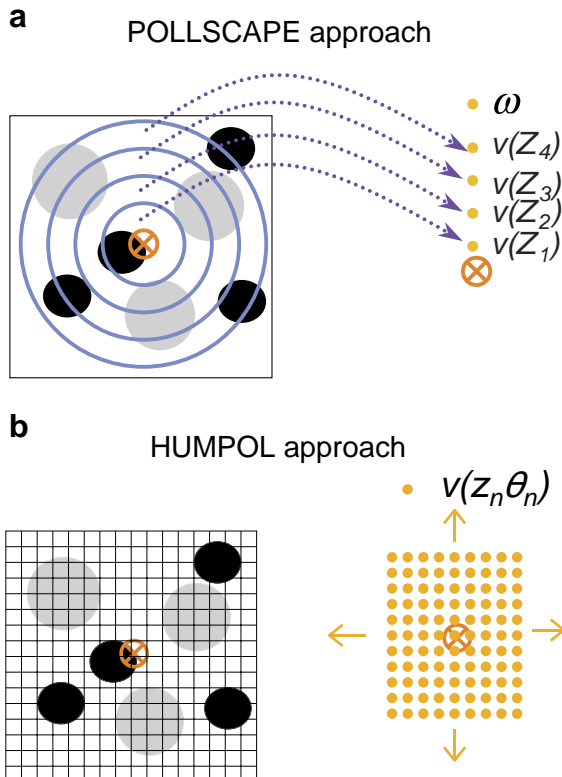 a
POLLSCAPE approach
ω
v(Z₄)
v(Z₃)
v(Z₂)
v(Z₁)
b
HUMPOL approach
v(zₙθₙ)